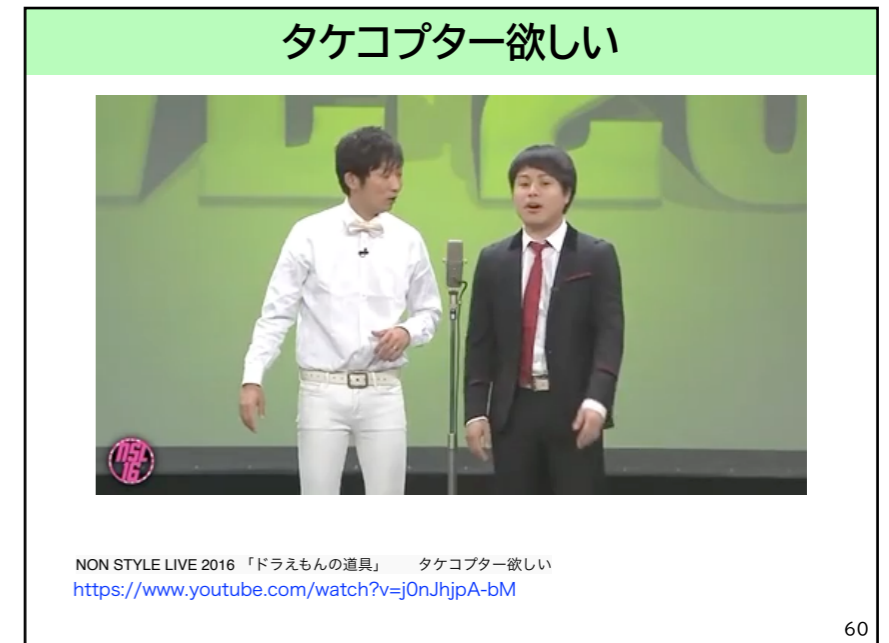 タケコプター欲しい
NSL
16
NON STYLE LIVE 2016 「ドラえもんの道具」 タケコプター欲しい
https://www.youtube.com/watch?v=j0nJhjpA-bM
60